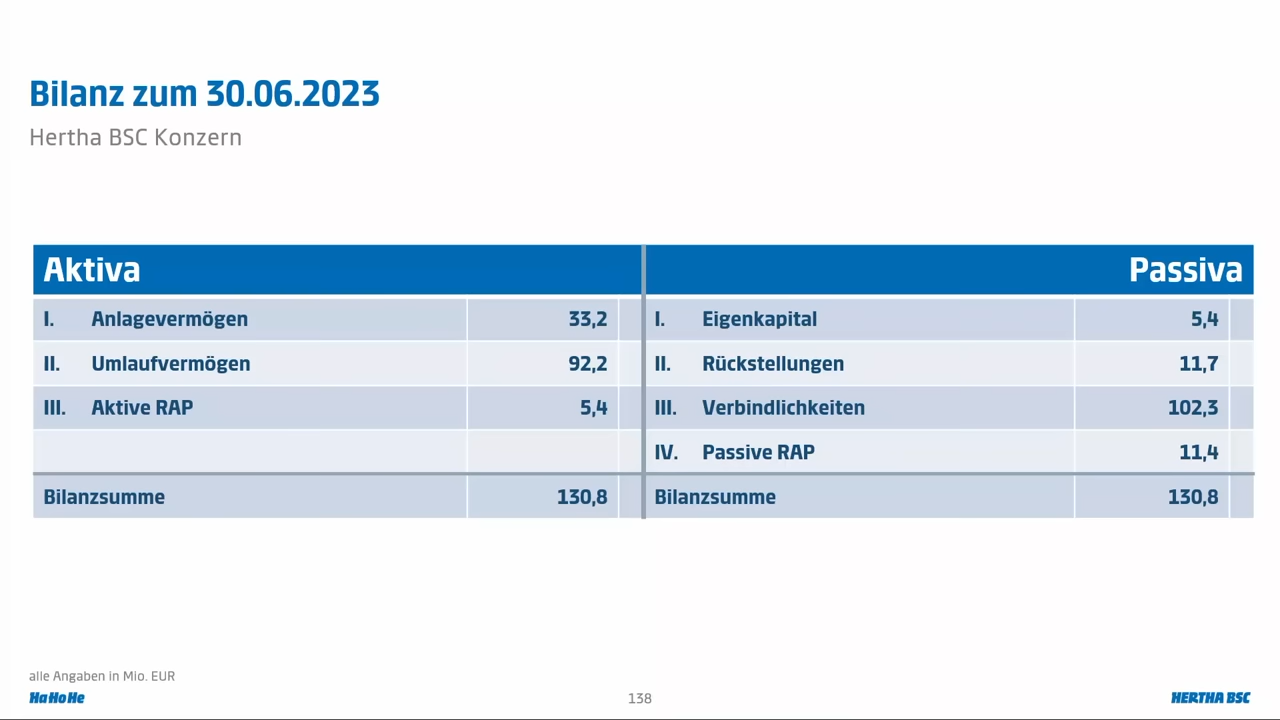 Bilanz zum 30.06.2023
Hertha BSC Konzern
Aktiva Passiva
I. Anlagevermögen 33,2 I. Eigenkapital 5,4
II. Umlaufvermögen 92,2 II. Rückstellungen 11,7
III. Aktive RAP 5,4 III. Verbindlichkeiten 102,3
IV. Passive RAP 11,4
Bilanzsumme 130,8 Bilanzsumme 130,8
alle Angaben in Mio. EUR
HaHoHe 138 HERTHA BSC